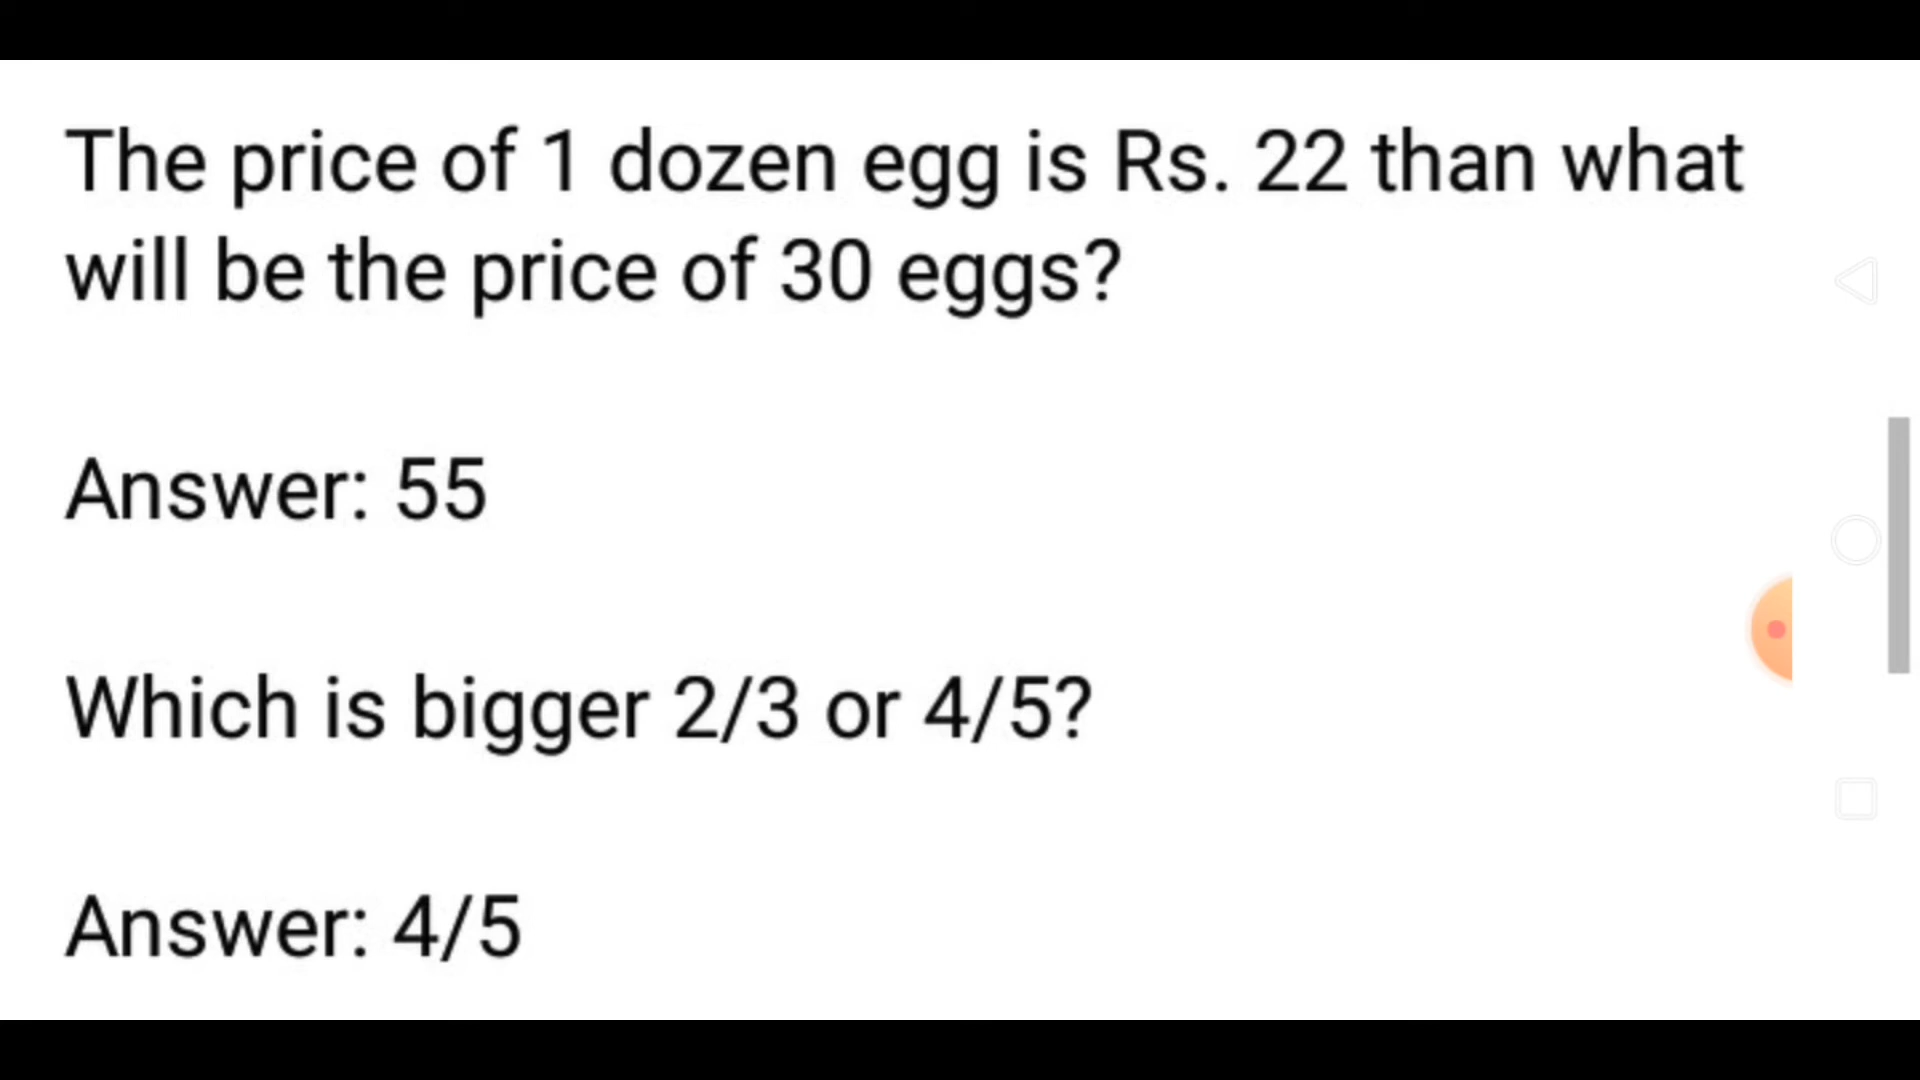 The price of 1 dozen egg is Rs. 22 than what
will be the price of 30 eggs?
Answer: 55
Which is bigger 2/3 or 4/5?
Answer: 4/5